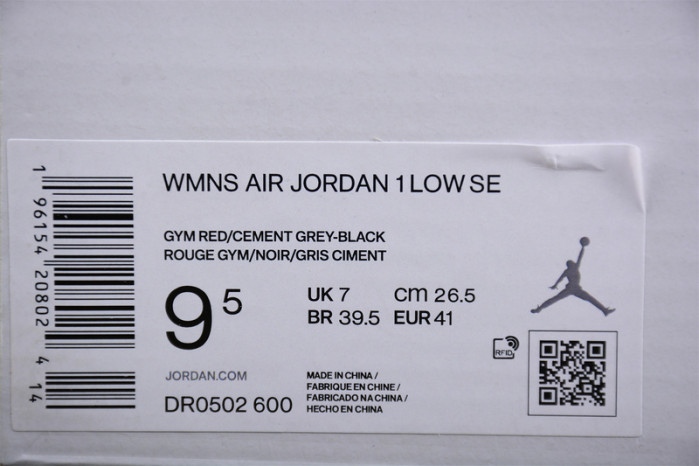 WMNS AIR JORDAN 1 LOW SE
GYM RED/CEMENT GREY-BLACK
ROUGE GYM/NOIR/GRIS CIMENT
9 5
UK 7 cm 26.5
BR 39.5 EUR 41
RFID
JORDAN.COM
DR0502 600
MADE IN CHINA /
FABRIQUE EN CHINE /
FABRICADO NA CHINA /
HECHO EN CHINA
1 96154 20802 4 14